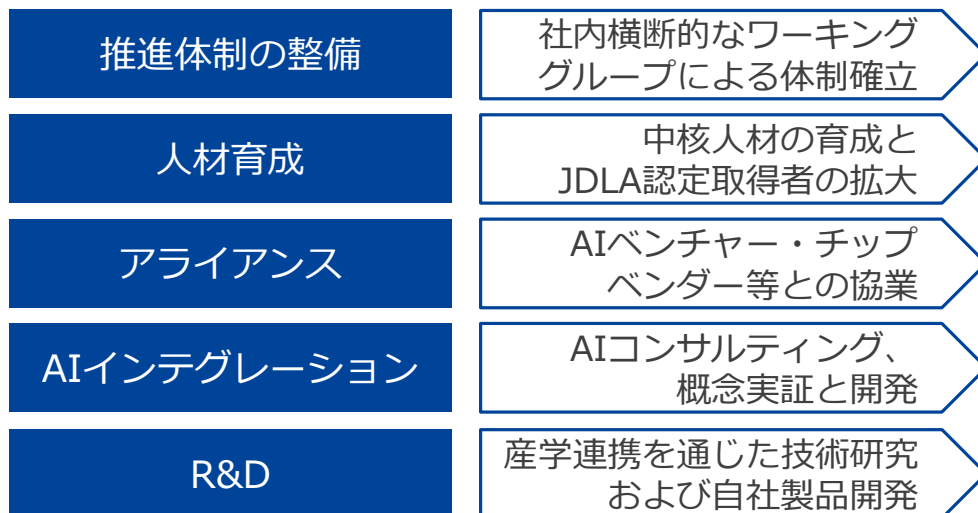 推進体制の整備
社内横断的なワーキング
グループによる体制確立
人材育成
中核人材の育成と
JDLA認定取得者の拡大
アライアンス
AIベンチャー・チップ
ベンダー等との協業
AIインテグレーション
AIコンサルティング、
概念実証と開発
R&D
産学連携を通じた技術研究
および自社製品開発